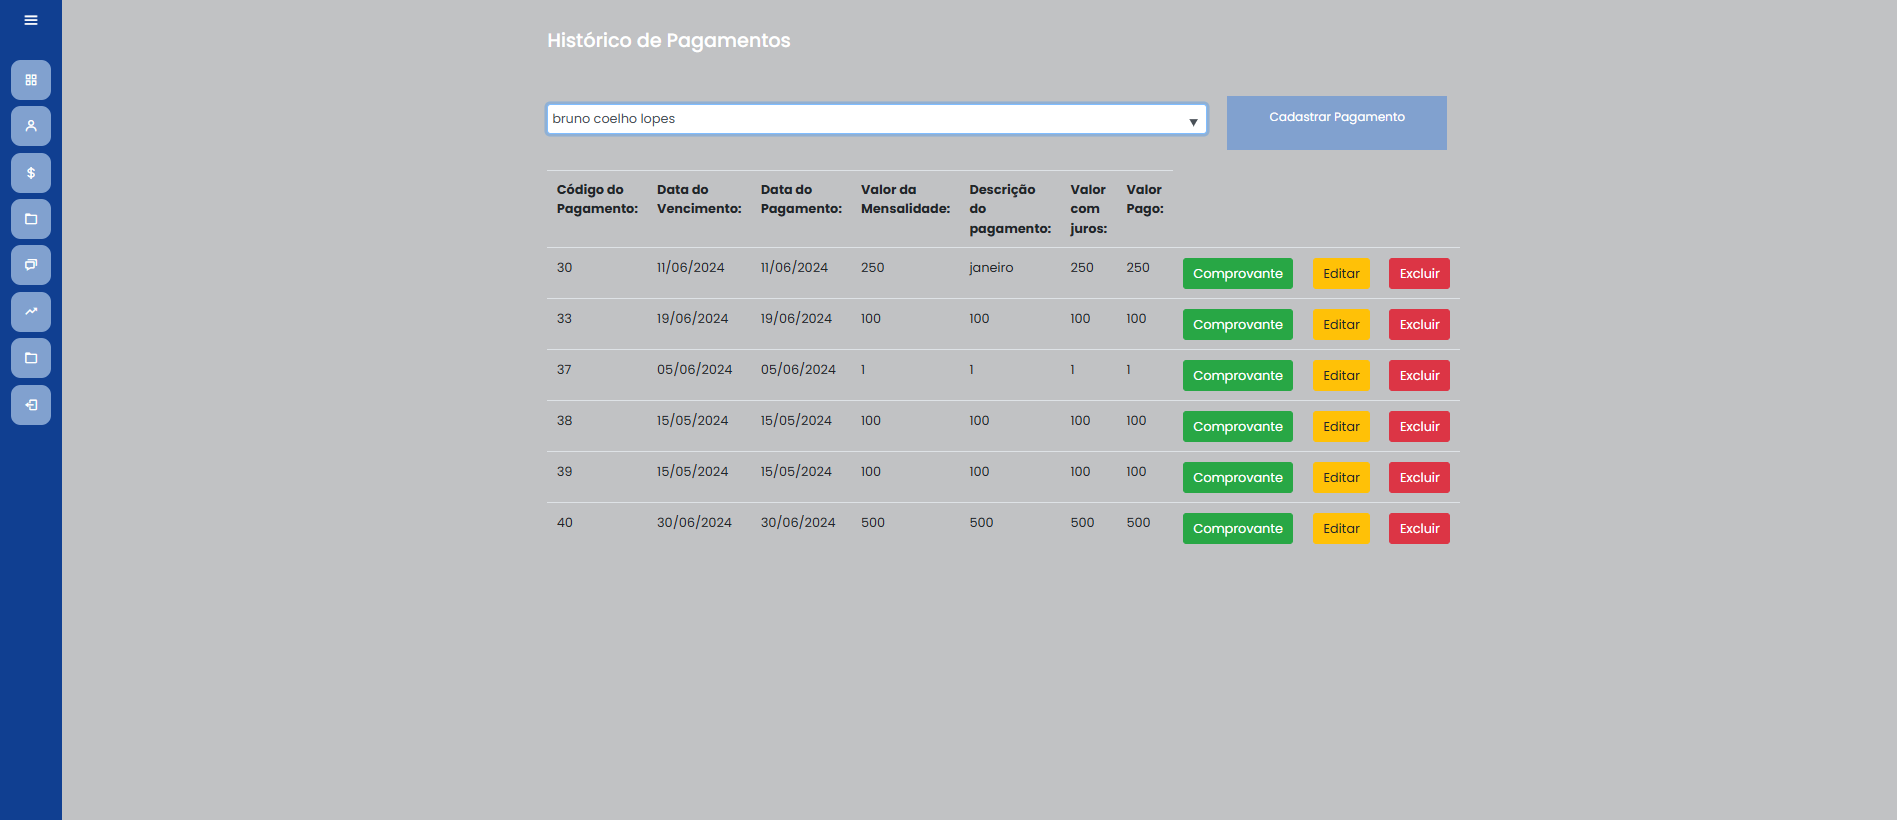 Histórico de Pagamentos
bruno coelho lopes
Cadastrar Pagamento
Código do Pagamento: Data do Vencimento: Data do Pagamento: Valor da Mensalidade: Descrição do pagamento: Valor com juros: Valor Pago:
30 11/06/2024 11/06/2024 250 janeiro 250 250 Comprovante Editar Excluir
33 19/06/2024 19/06/2024 100 100 100 100 Comprovante Editar Excluir
37 05/06/2024 05/06/2024 1 1 1 1 Comprovante Editar Excluir
38 15/05/2024 15/05/2024 100 100 100 100 Comprovante Editar Excluir
39 15/05/2024 15/05/2024 100 100 100 100 Comprovante Editar Excluir
40 30/06/2024 30/06/2024 500 500 500 500 Comprovante Editar Excluir